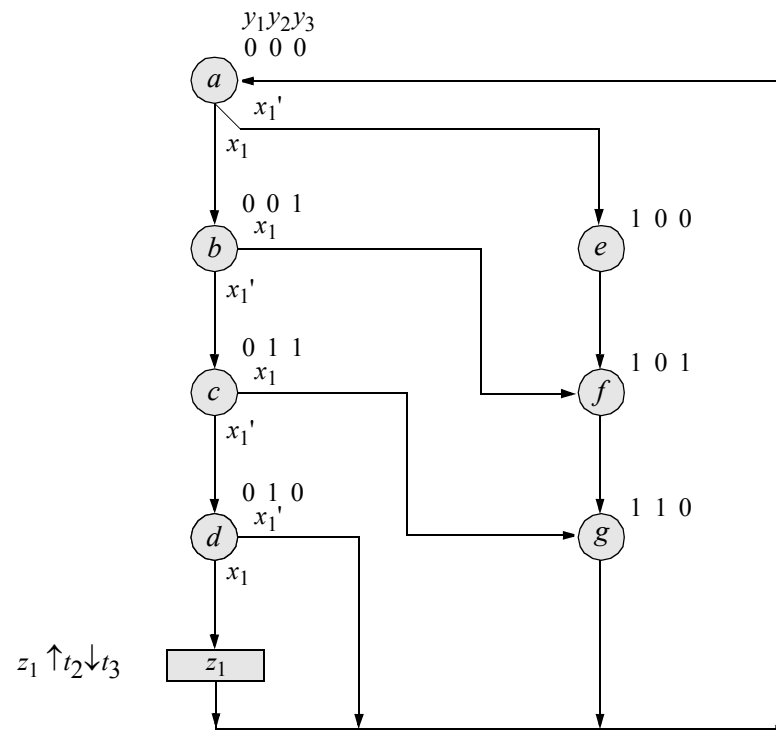 y1y2y3
0 0 0
a
x1'
x1
0 0 1
x1
1 0 0
b
e
x1'
0 1 1
x1
1 0 1
c
f
x1'
0 1 0
x1'
1 1 0
d
g
x1
z1 ↑t2↓t3
z1